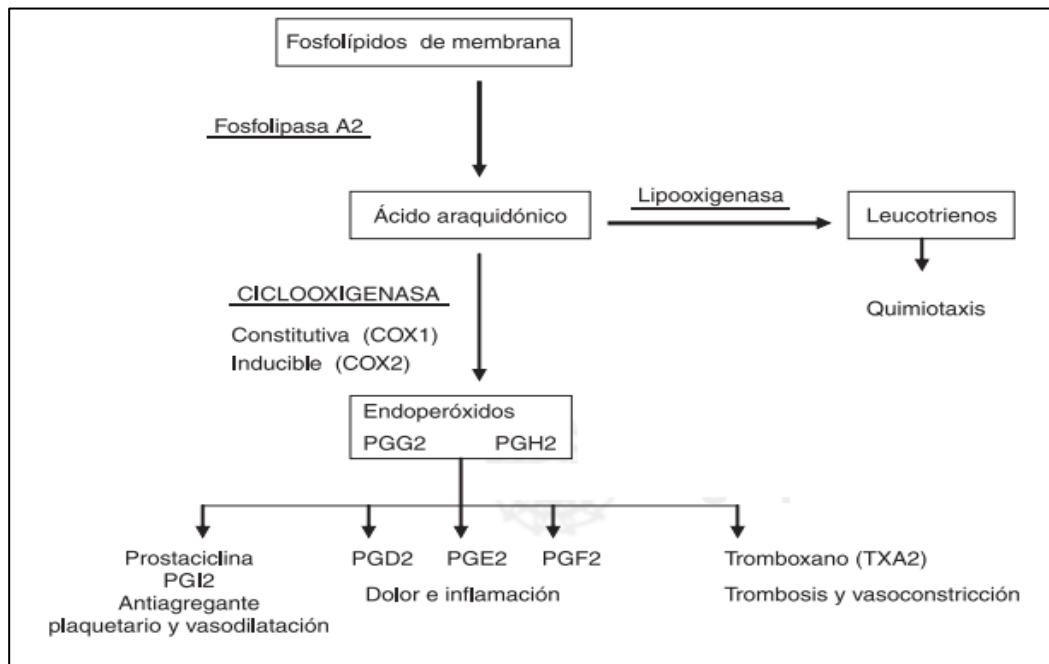 Fosfolípidos de membrana
Fosfolipasa A2
Lipooxigenasa
Ácido araquidónico
Leucotrienos
CICLOOXIGENASA
Quimiotaxis
Constitutiva (COX1)
Inducible (COX2)
Endoperóxidos
PGG2 PGH2
Prostaciclina PGD2 PGE2 PGF2 Tromboxano (TXA2)
PGI2
Antiagregante Dolor e inflamación Trombosis y vasoconstricción
plaquetario y vasodilatación